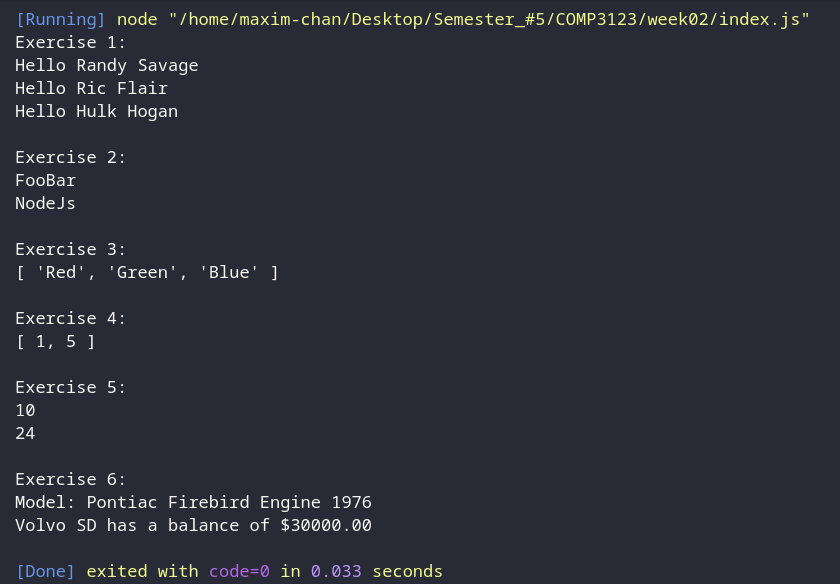 [Running] node "/home/maxim-chan/Desktop/Semester_#5/COMP3123/week02/index.js"
Exercise 1:
Hello Randy Savage
Hello Ric Flair
Hello Hulk Hogan

Exercise 2:
FooBar
NodeJs

Exercise 3:
[ 'Red', 'Green', 'Blue' ]

Exercise 4:
[ 1, 5 ]

Exercise 5:
10
24

Exercise 6:
Model: Pontiac Firebird Engine 1976
Volvo SD has a balance of $30000.00

[Done] exited with code=0 in 0.033 seconds